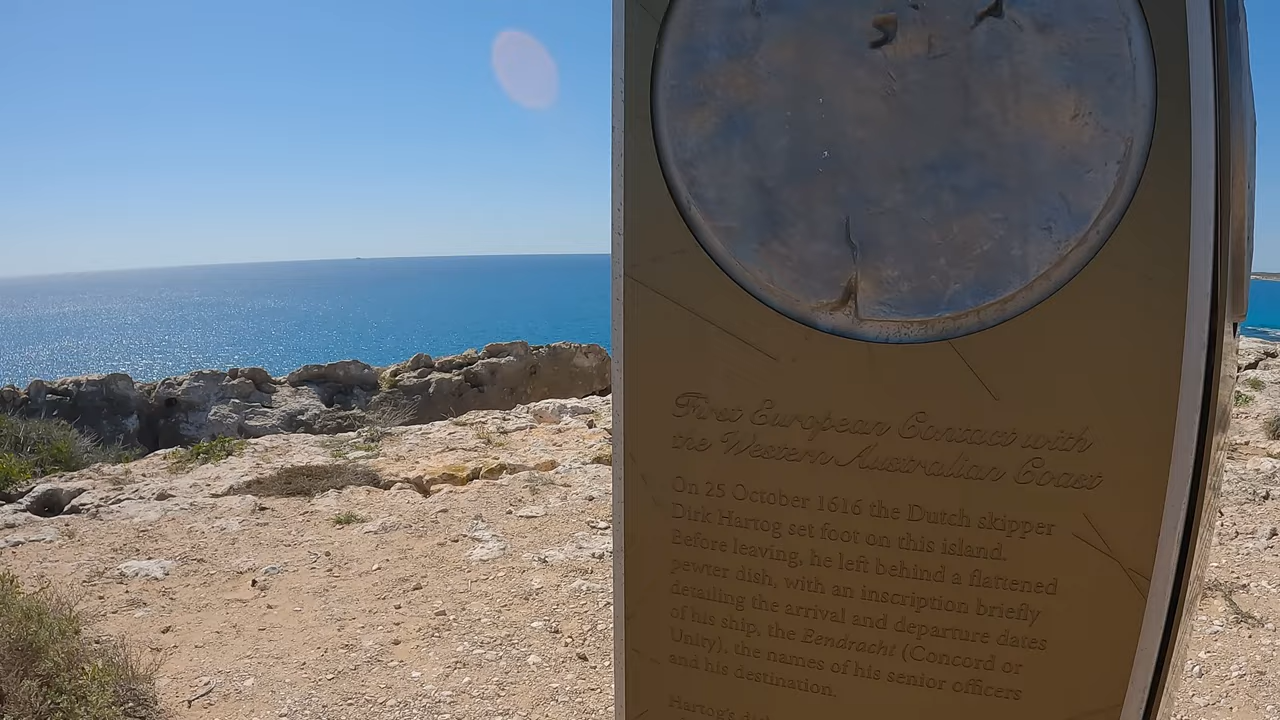 First European Contact with
the Western Australian Coast
On 25 October 1616 the Dutch skipper
Dirk Hartog set foot on this island.
Before leaving, he left behind a flattened
pewter dish, with an inscription briefly
detailing the arrival and departure dates
of his ship, the Eendracht (Concord or
Unity), the names of his senior officers
and his destination.
Hartog's